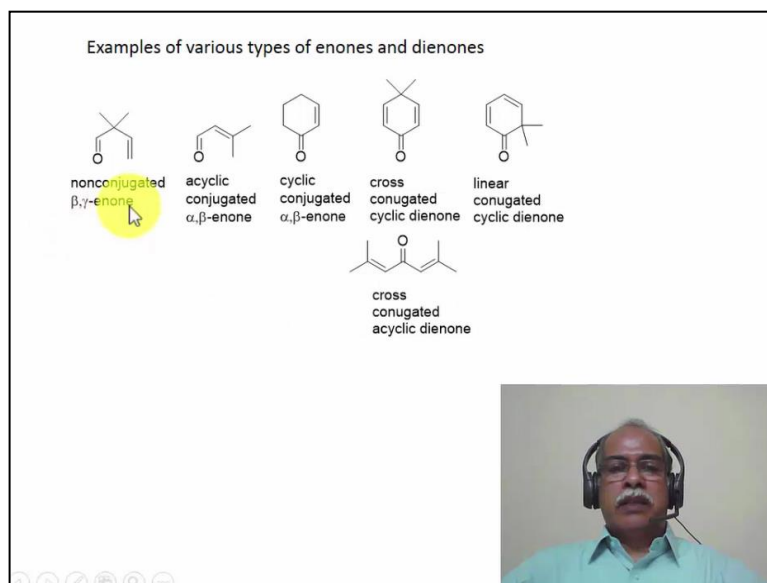 Examples of various types of enones and dienones
O
O
O
O
O
nonconjugated
β,γ-enone
acyclic
conjugated
α,β-enone
cyclic
conjugated
α,β-enone
cross
conugated
cyclic dienone
linear
conugated
cyclic dienone
O
cross
conugated
acyclic dienone